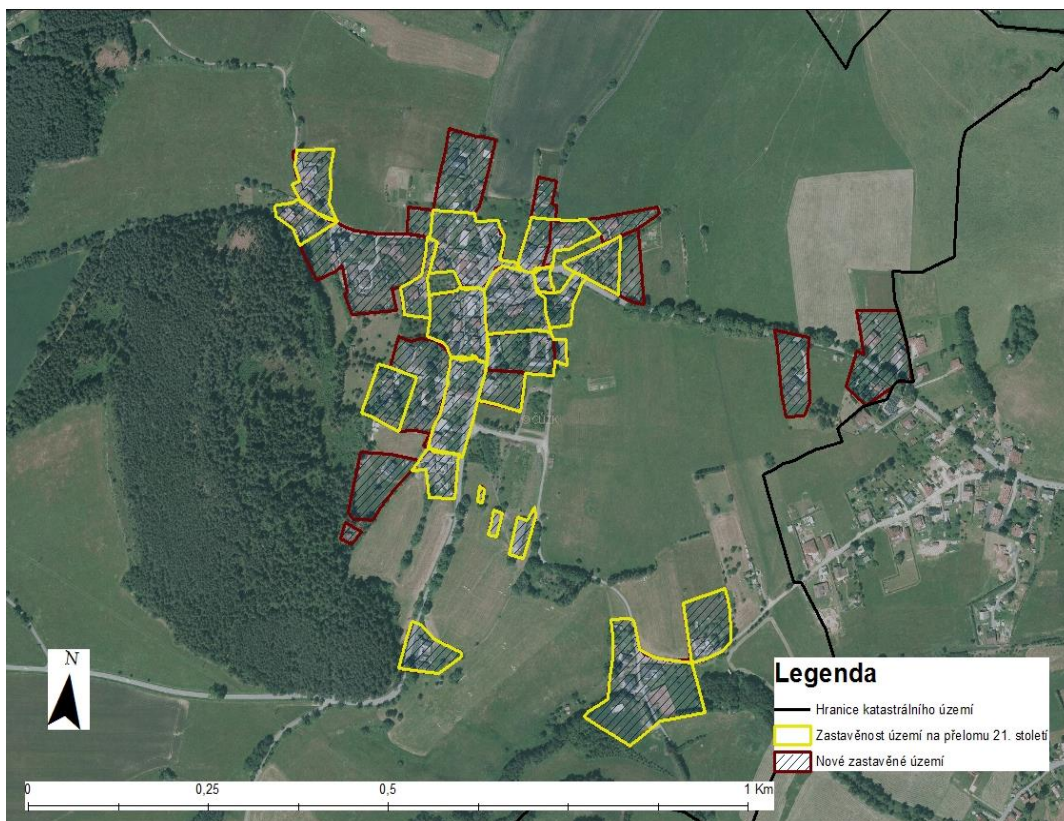 N
Legenda
Hranice katastrálního území
Zastavěnost území na přelomu 21. století
Nové zastavěné území
0 0,25 0,5 1 Km